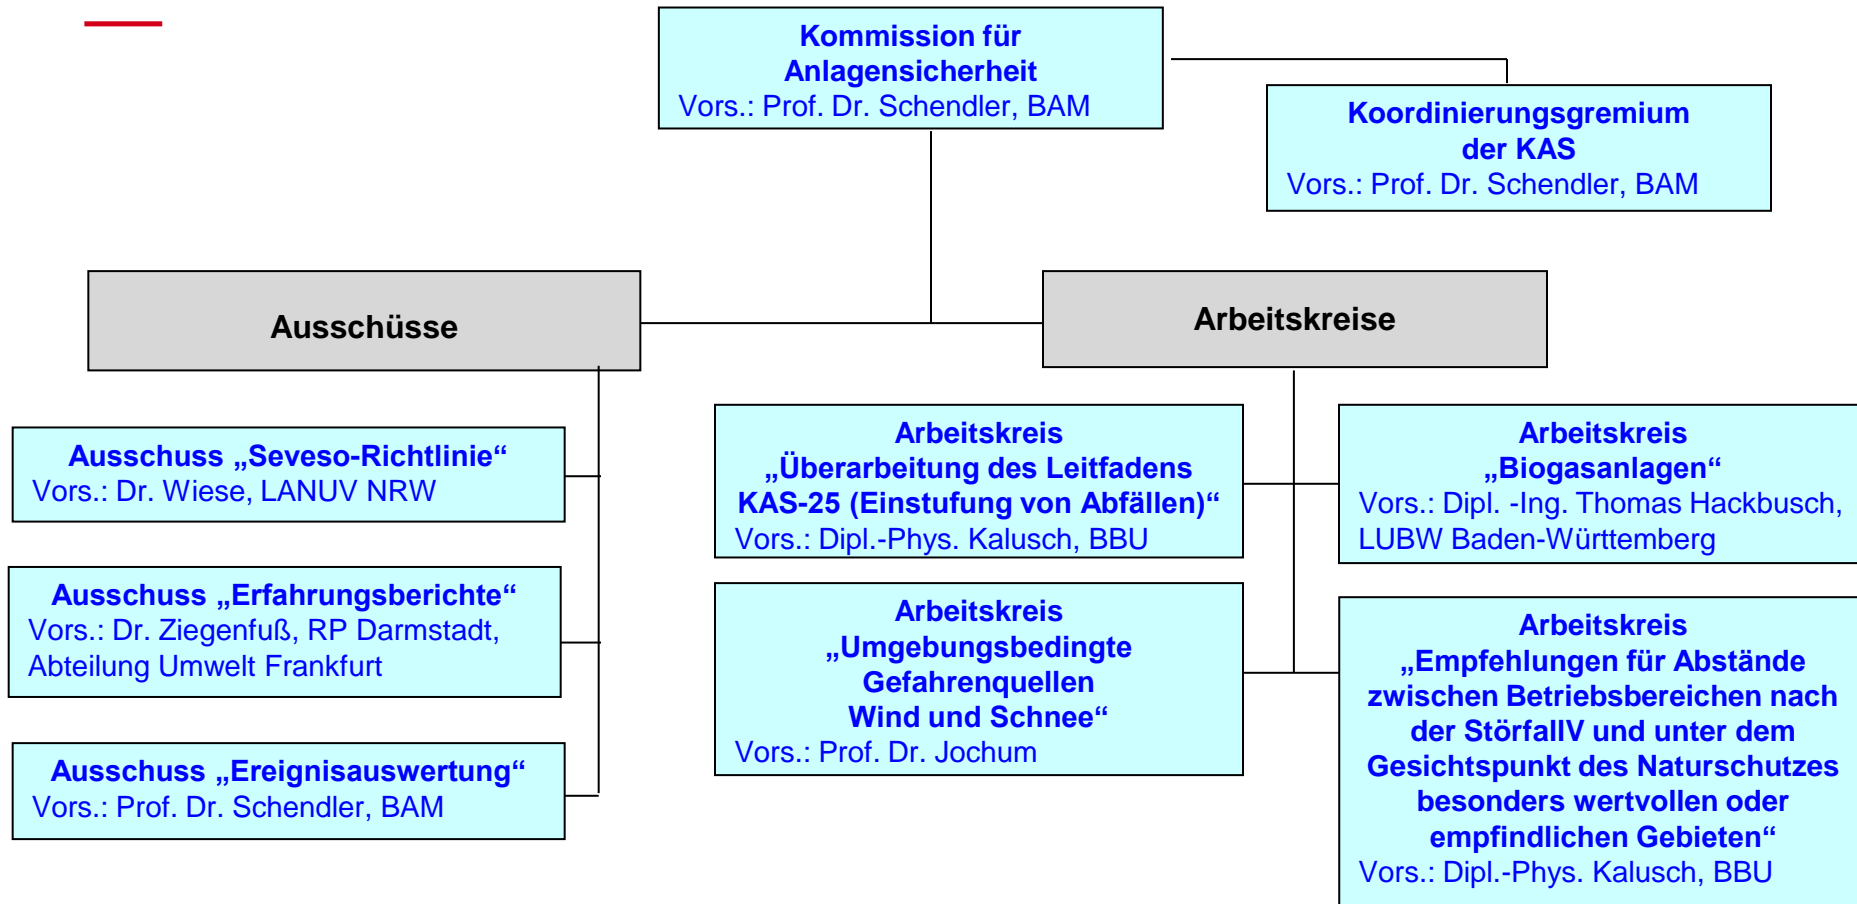 Kommission für
Anlagensicherheit
Vors.: Prof. Dr. Schendler, BAM
Koordinierungsgremium
der KAS
Vors.: Prof. Dr. Schendler, BAM
Ausschüsse
Arbeitskreise
Ausschuss „Seveso-Richtlinie“
Vors.: Dr. Wiese, LANUV NRW
Ausschuss „Erfahrungsberichte“
Vors.: Dr. Ziegenfuß, RP Darmstadt,
Abteilung Umwelt Frankfurt
Ausschuss „Ereignisauswertung“
Vors.: Prof. Dr. Schendler, BAM
Arbeitskreis
„Überarbeitung des Leitfadens
KAS-25 (Einstufung von Abfällen)“
Vors.: Dipl.-Phys. Kalusch, BBU
Arbeitskreis
„Biogasanlagen“
Vors.: Dipl. -Ing. Thomas Hackbusch,
LUBW Baden-Württemberg
Arbeitskreis
„Umgebungsbedingte
Gefahrenquellen
Wind und Schnee“
Vors.: Prof. Dr. Jochum
Arbeitskreis
„Empfehlungen für Abstände
zwischen Betriebsbereichen nach
der StörfallV und unter dem
Gesichtspunkt des Naturschutzes
besonders wertvollen oder
empfindlichen Gebieten“
Vors.: Dipl.-Phys. Kalusch, BBU